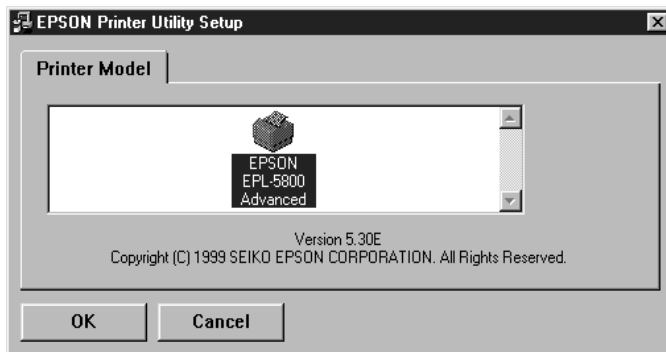 EPSON Printer Utility Setup
Printer Model
EPSON
EPL-5800
Advanced
Version 5.30E
Copyright (C) 1999 SEIKO EPSON CORPORATION. All Rights Reserved.
OK
Cancel